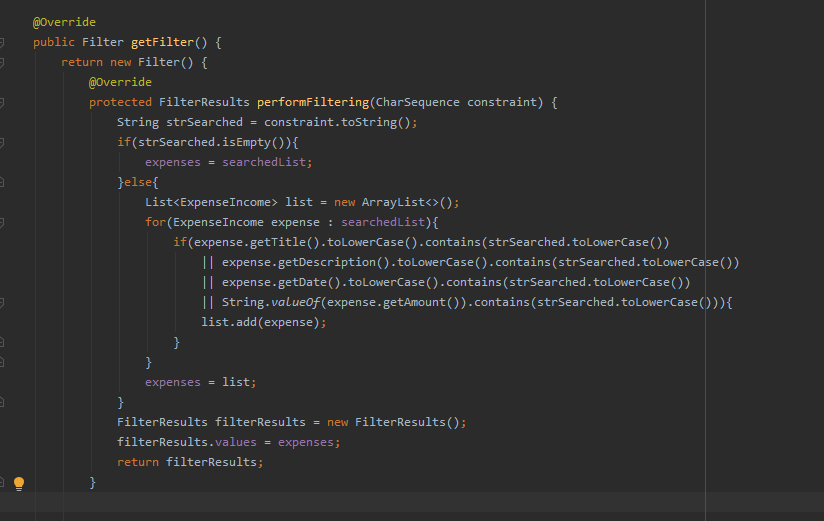 @Override
public Filter getFilter() {
return new Filter() {
@Override
protected FilterResults performFiltering(CharSequence constraint) {
String strSearched = constraint.toString();
if(strSearched.isEmpty()){
expenses = searchedList;
}else{
List<ExpenseIncome> list = new ArrayList<>();
for(ExpenseIncome expense : searchedList){
if(expense.getTitle().toLowerCase().contains(strSearched.toLowerCase())
|| expense.getDescription().toLowerCase().contains(strSearched.toLowerCase())
|| expense.getDate().toLowerCase().contains(strSearched.toLowerCase())
|| String.valueOf(expense.getAmount()).contains(strSearched.toLowerCase())){
list.add(expense);
}
}
expenses = list;
}
FilterResults filterResults = new FilterResults();
filterResults.values = expenses;
return filterResults;
}